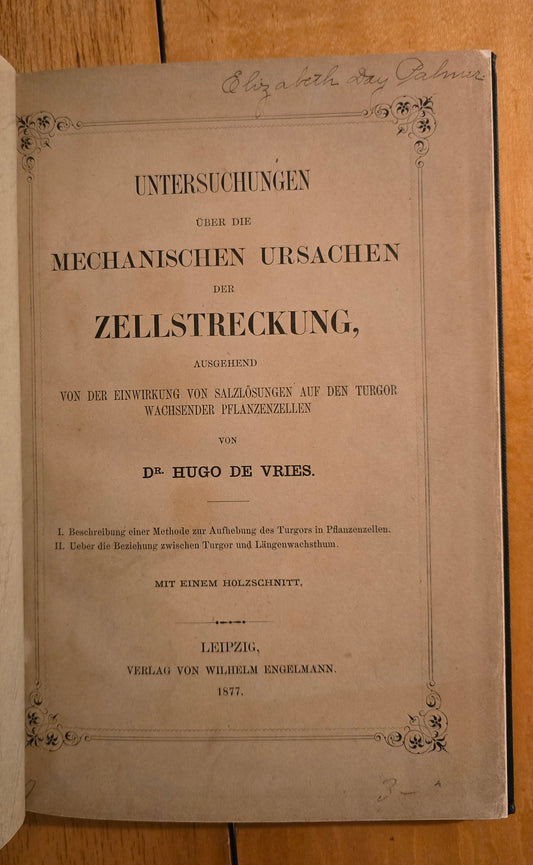 Elizabeth Day Palmer
UNTERSUCHUNGEN
ÜBER DIE
MECHANISCHEN URSACHEN
DER
ZELLSTRECKUNG,
AUSGEHEND
VON DER EINWIRKUNG VON SALZLÖSUNGEN AUF DEN TURGOR
WACHSENDER PFLANZENZELLEN
VON
DR. HUGO DE VRIES.
I. Beschreibung einer Methode zur Aufhebung des Turgors in Pflanzenzellen.
II. Ueber die Beziehung zwischen Turgor und Längenwachsthum.
MIT EINEM HOLZSCHNITT.
LEIPZIG,
VERLAG VON WILHELM ENGELMANN.
1877.
3–